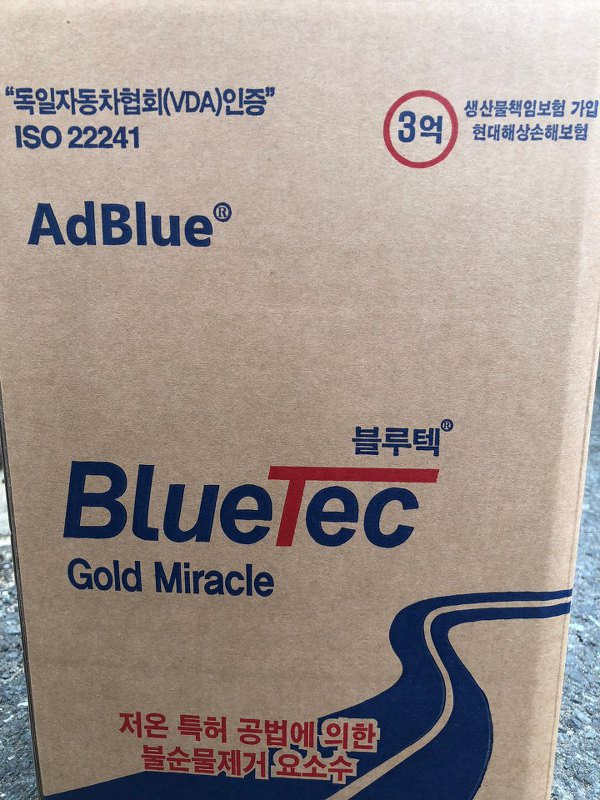 “독일자동차협회(VDA)인증”
ISO 22241
3억
생산물책임보험 가입
현대해상손해보험
AdBlue®
블루텍®
BlueTec
Gold Miracle
저온 특허 공법에 의한
불순물제거 요소수